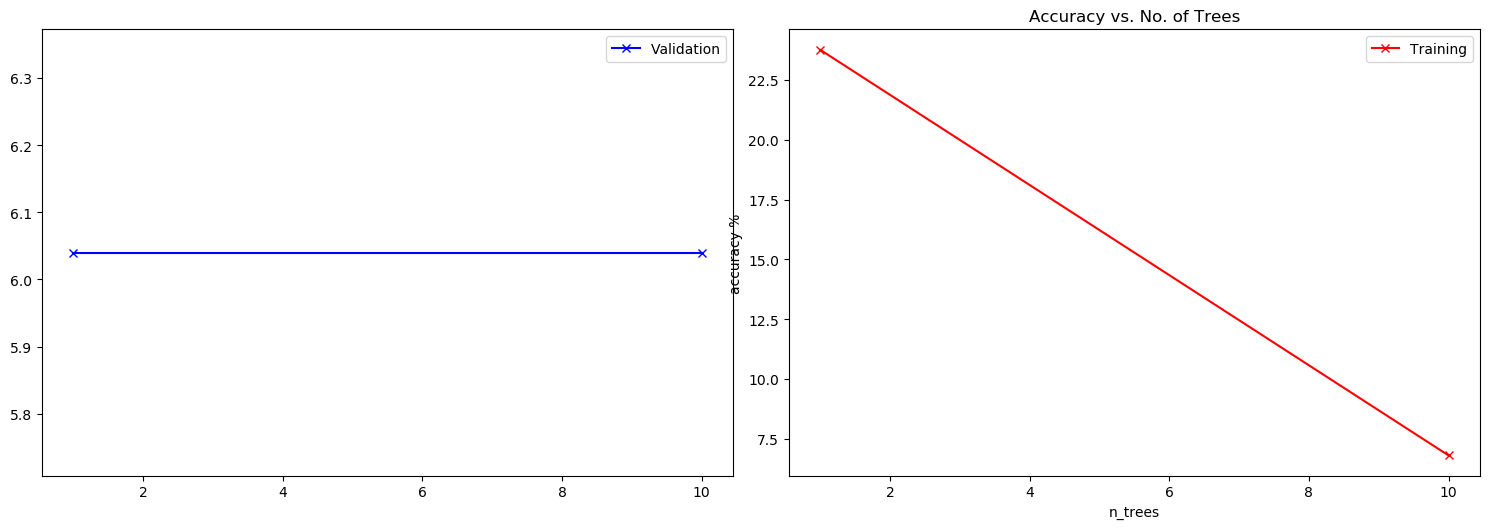 Validation
6.3
6.2
6.1
6.0
5.9
5.8
2 4 6 8 10
Accuracy vs. No. of Trees
Training
accuracy %
22.5
20.0
17.5
15.0
12.5
10.0
7.5
2 4 6 8 10
n_trees